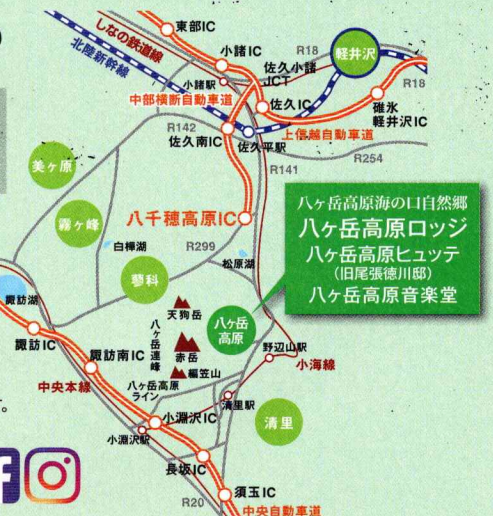 東部IC
しなの鉄道線
小諸IC
R18
軽井沢
北陸新幹線
佐久小諸
JCT
小諸駅
R18
中部横断自動車道
佐久IC
碓氷
軽井沢IC
R142
佐久南IC
佐久平駅
上信越自動車道
R254
美ヶ原
R141
八ヶ岳高原海の口自然郷
八ヶ岳高原ロッジ
八ヶ岳高原ヒュッテ
(旧尾張徳川邸)
八ヶ岳高原音楽堂
霧ヶ峰
八千穂高原IC
白樺湖
R299
松原湖
蓼科
諏訪湖
天狗岳
八ヶ岳
高原
八ヶ岳連峰
諏訪IC
赤岳
諏訪南IC
野辺山駅
小海線
編笠山
中央本線
八ヶ岳高原
ライン
清里駅
。
小淵沢IC
清里
小淵沢駅
長坂IC
須玉IC
R20
中央自動車道